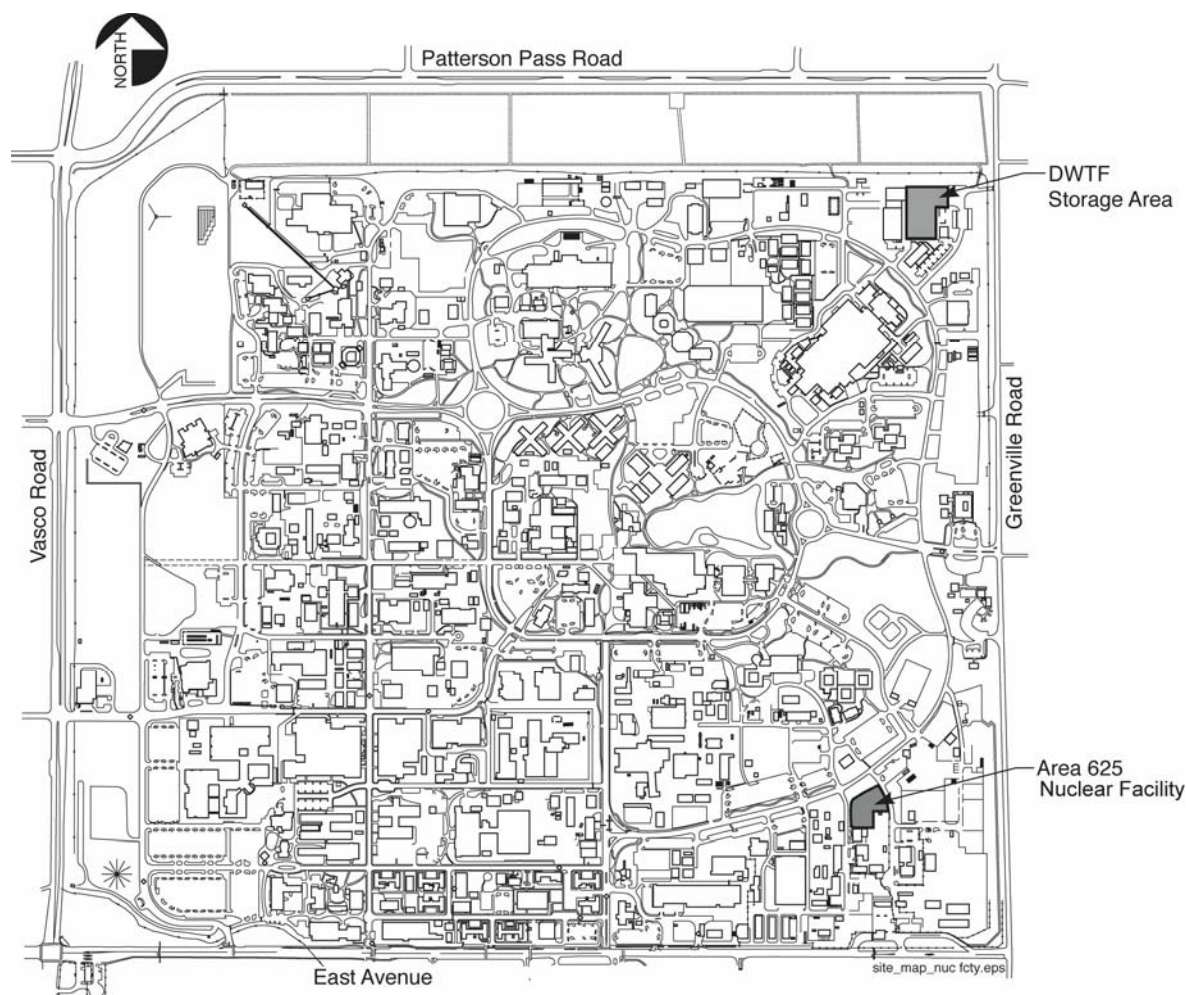 NORTH
Patterson Pass Road
DWTF
Storage Area
Greenville Road
Vasco Road
Area 625
Nuclear Facility
East Avenue
site_map_nuc fcty.eps